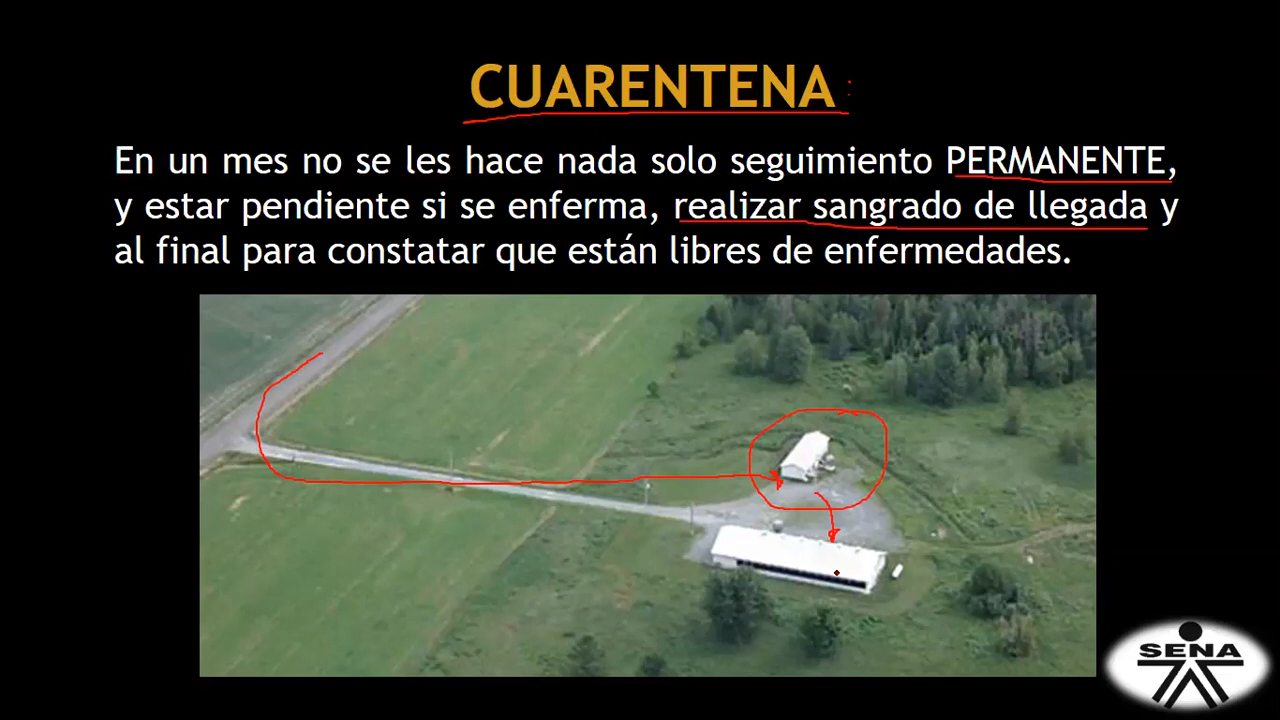 CUARENTENA
En un mes no se les hace nada solo seguimiento PERMANENTE,
y estar pendiente si se enferma, realizar sangrado de llegada y
al final para constatar que están libres de enfermedades.
SENA